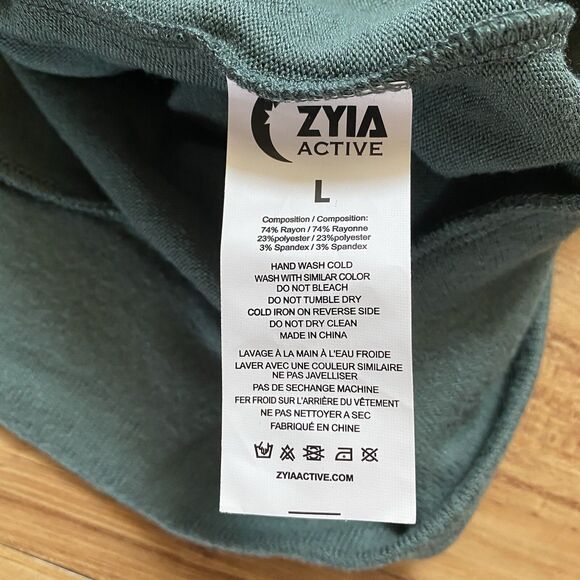 ZYIA
ACTIVE
L
Composition / Composition:
74% Rayon / 74% Rayonne
23%polyester / 23%polyester
3% Spandex / 3% Spandex
HAND WASH COLD
WASH WITH SIMILAR COLOR
DO NOT BLEACH
DO NOT TUMBLE DRY
COLD IRON ON REVERSE SIDE
DO NOT DRY CLEAN
MADE IN CHINA
LAVAGE À LA MAIN À L'EAU FROIDE
LAVER AVEC UNE COULEUR SIMILAIRE
NE PAS JAVELLISER
PAS DE SECHANGE MACHINE
FER FROID SUR L'ARRIÈRE DU VÊTEMENT
NE PAS NETTOYER A SEC
FABRIQUÉ EN CHINE
ZYIAACTIVE.COM